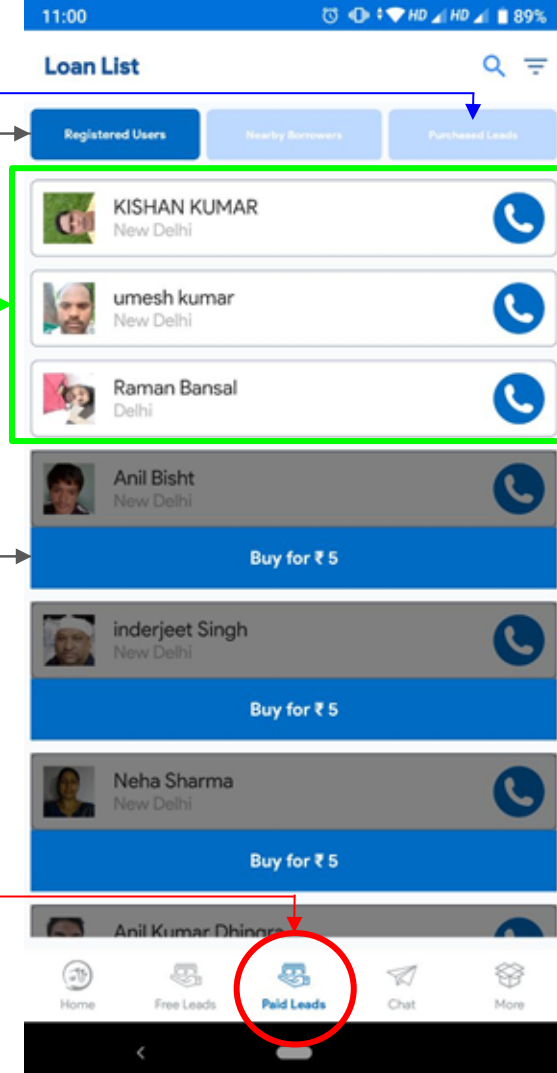 11:00 HD HD 89%
Loan List
Registered Users Nearby Borrowers Purchased Leads
KISHAN KUMAR
New Delhi
umesh kumar
New Delhi
Raman Bansal
Delhi
Anil Bisht
New Delhi
Buy for ₹ 5
inderjeet Singh
New Delhi
Buy for ₹ 5
Neha Sharma
New Delhi
Buy for ₹ 5
Anil Kumar Dhingra
Home Free Leads Paid Leads Chat More